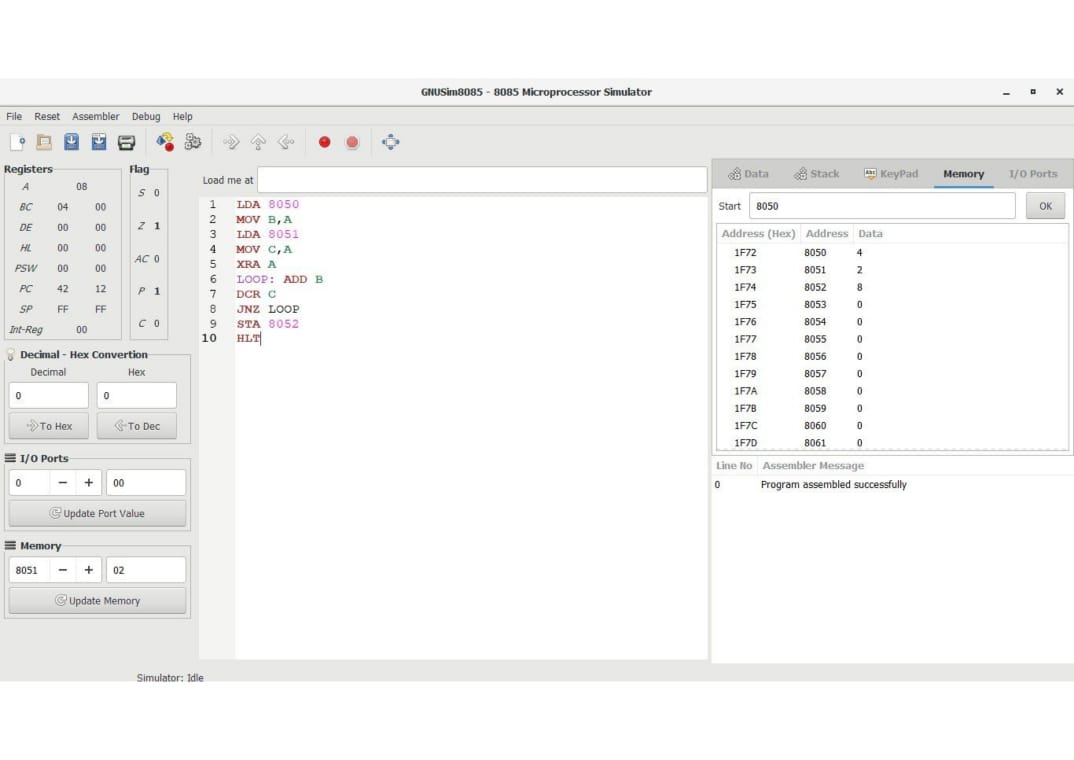 GNUSim8085 - 8085 Microprocessor Simulator
File Reset Assembler Debug Help
Registers
A 08
BC 04 00
DE 00 00
HL 00 00
PSW 00 00
PC 42 12
SP FF FF
Int-Reg 00
Flag
S 0
Z 1
AC 0
P 1
C 0
Decimal - Hex Convertion
Decimal Hex
0 0
To Hex To Dec
I/O Ports
0 − + 00
Update Port Value
Memory
8051 − + 02
Update Memory
Load me at
1 LDA 8050
2 MOV B,A
3 LDA 8051
4 MOV C,A
5 XRA A
6 LOOP: ADD B
7 DCR C
8 JNZ LOOP
9 STA 8052
10 HLT
Data Stack Abc KeyPad Memory I/O Ports
Start 8050 OK
Address (Hex) Address Data
1F72 8050 4
1F73 8051 2
1F74 8052 8
1F75 8053 0
1F76 8054 0
1F77 8055 0
1F78 8056 0
1F79 8057 0
1F7A 8058 0
1F7B 8059 0
1F7C 8060 0
1F7D 8061 0
Line No Assembler Message
0 Program assembled successfully
Simulator: Idle